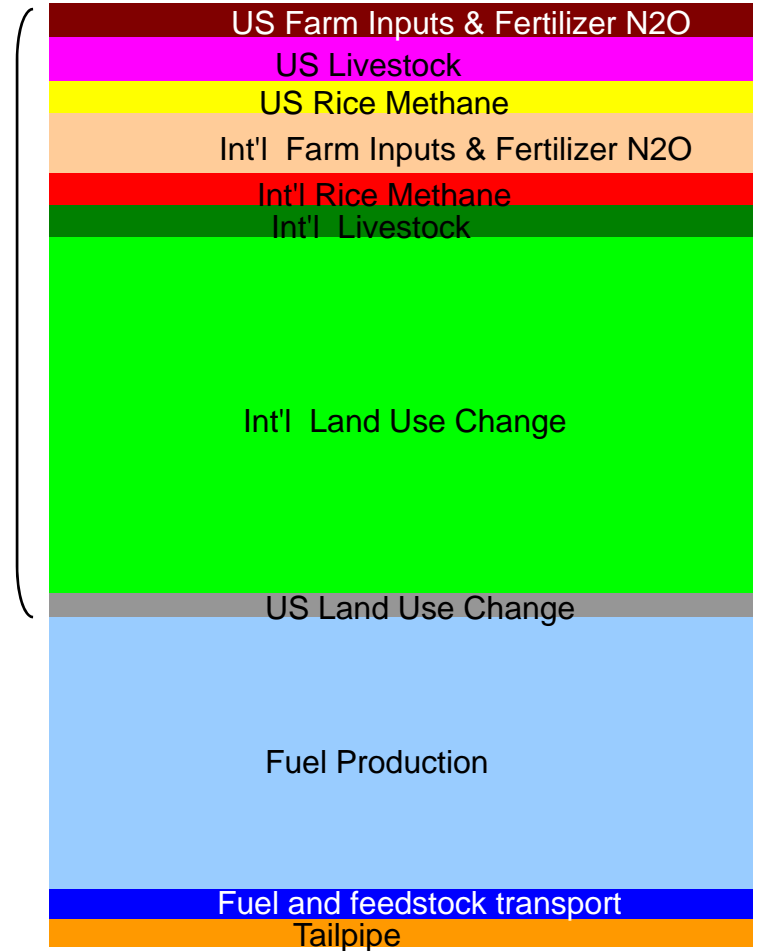 US Farm Inputs & Fertilizer N2O
US Livestock
US Rice Methane
Int'l Farm Inputs & Fertilizer N2O
Int'l Rice Methane
Int'l Livestock
Int'l Land Use Change
US Land Use Change
Fuel Production
Fuel and feedstock transport
Tailpipe